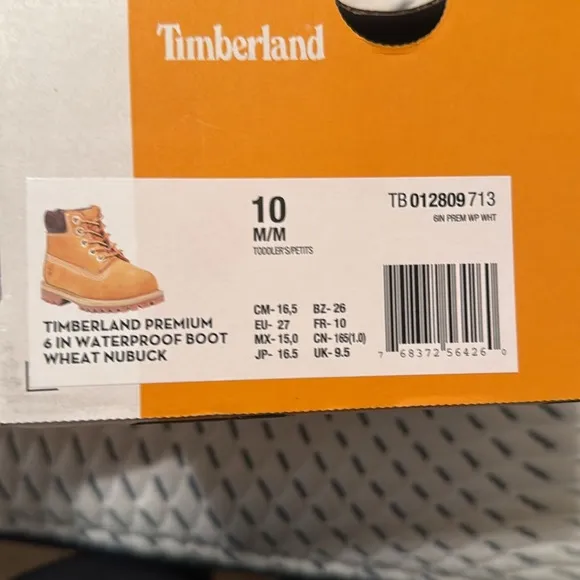 Timberland
10
M/M
TODDLER'S/PETITS
TB 012809 713
6IN PREM WP WHT
TIMBERLAND PREMIUM
6 IN WATERPROOF BOOT
WHEAT NUBUCK
CM- 16,5 BZ- 26
EU- 27 FR- 10
MX- 15,0 CN- 165(1.0)
JP- 16.5 UK- 9.5
7 68372 56426 0